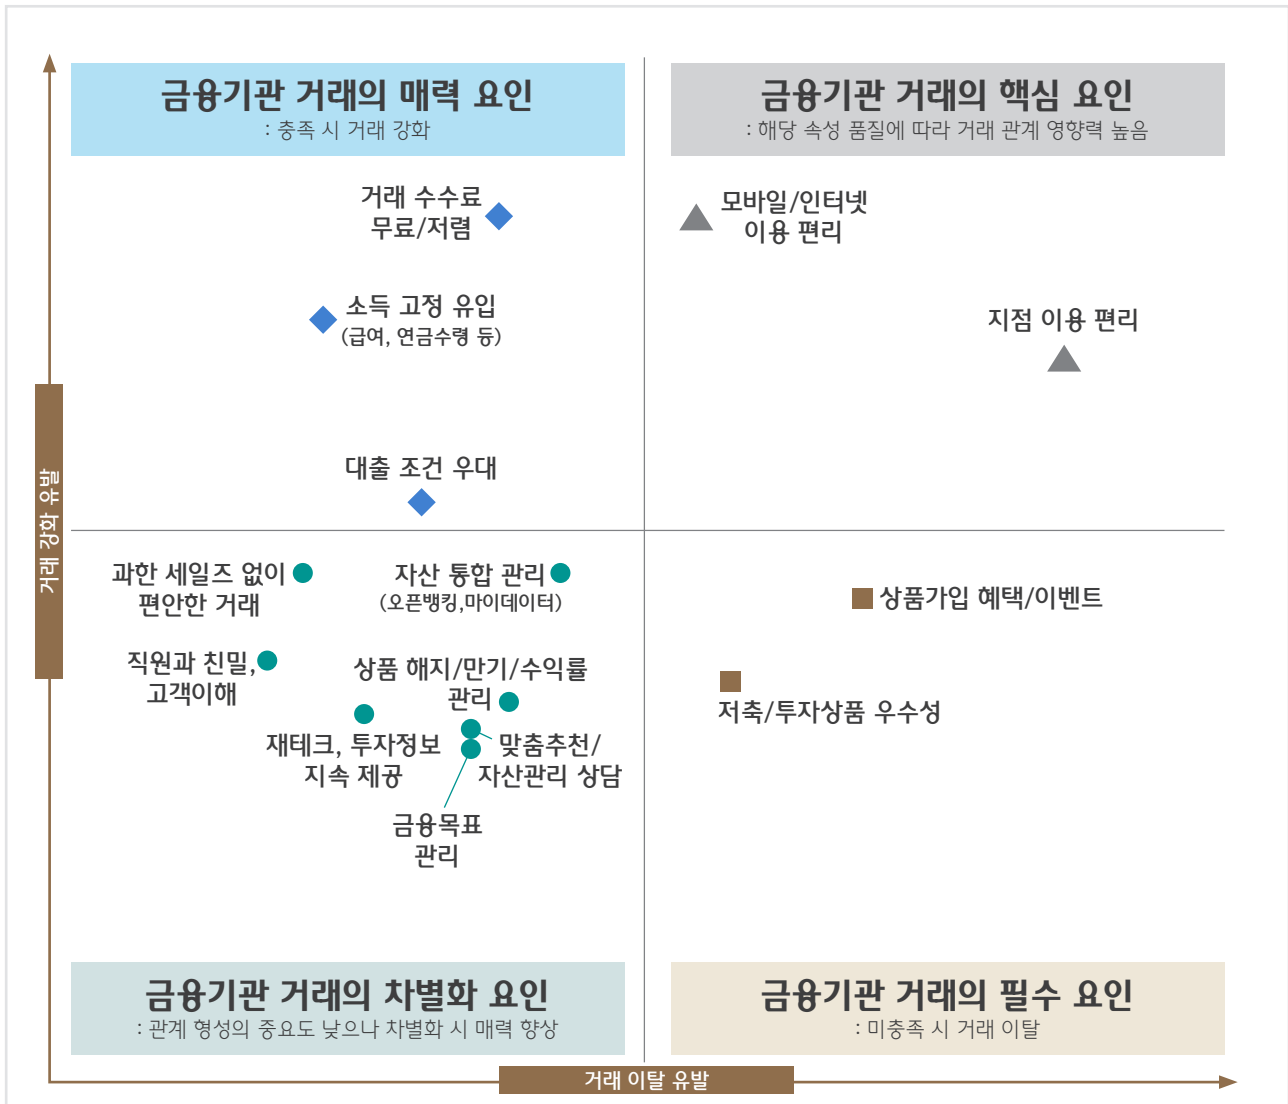 금융기관 거래의 매력 요인
: 충족 시 거래 강화
금융기관 거래의 핵심 요인
: 해당 속성 품질에 따라 거래 관계 영향력 높음
거래 수수료
무료/저렴
소득 고정 유입
(급여, 연금수령 등)
대출 조건 우대
모바일/인터넷
이용 편리
지점 이용 편리
거래 강화 유발
과한 세일즈 없이
편안한 거래
자산 통합 관리
(오픈뱅킹,마이데이터)
직원과 친밀,
고객이해
상품 해지/만기/수익률
관리
재테크, 투자정보
지속 제공
맞춤추천/
자산관리 상담
금융목표
관리
상품가입 혜택/이벤트
저축/투자상품 우수성
금융기관 거래의 차별화 요인
: 관계 형성의 중요도 낮으나 차별화 시 매력 향상
금융기관 거래의 필수 요인
: 미충족 시 거래 이탈
거래 이탈 유발